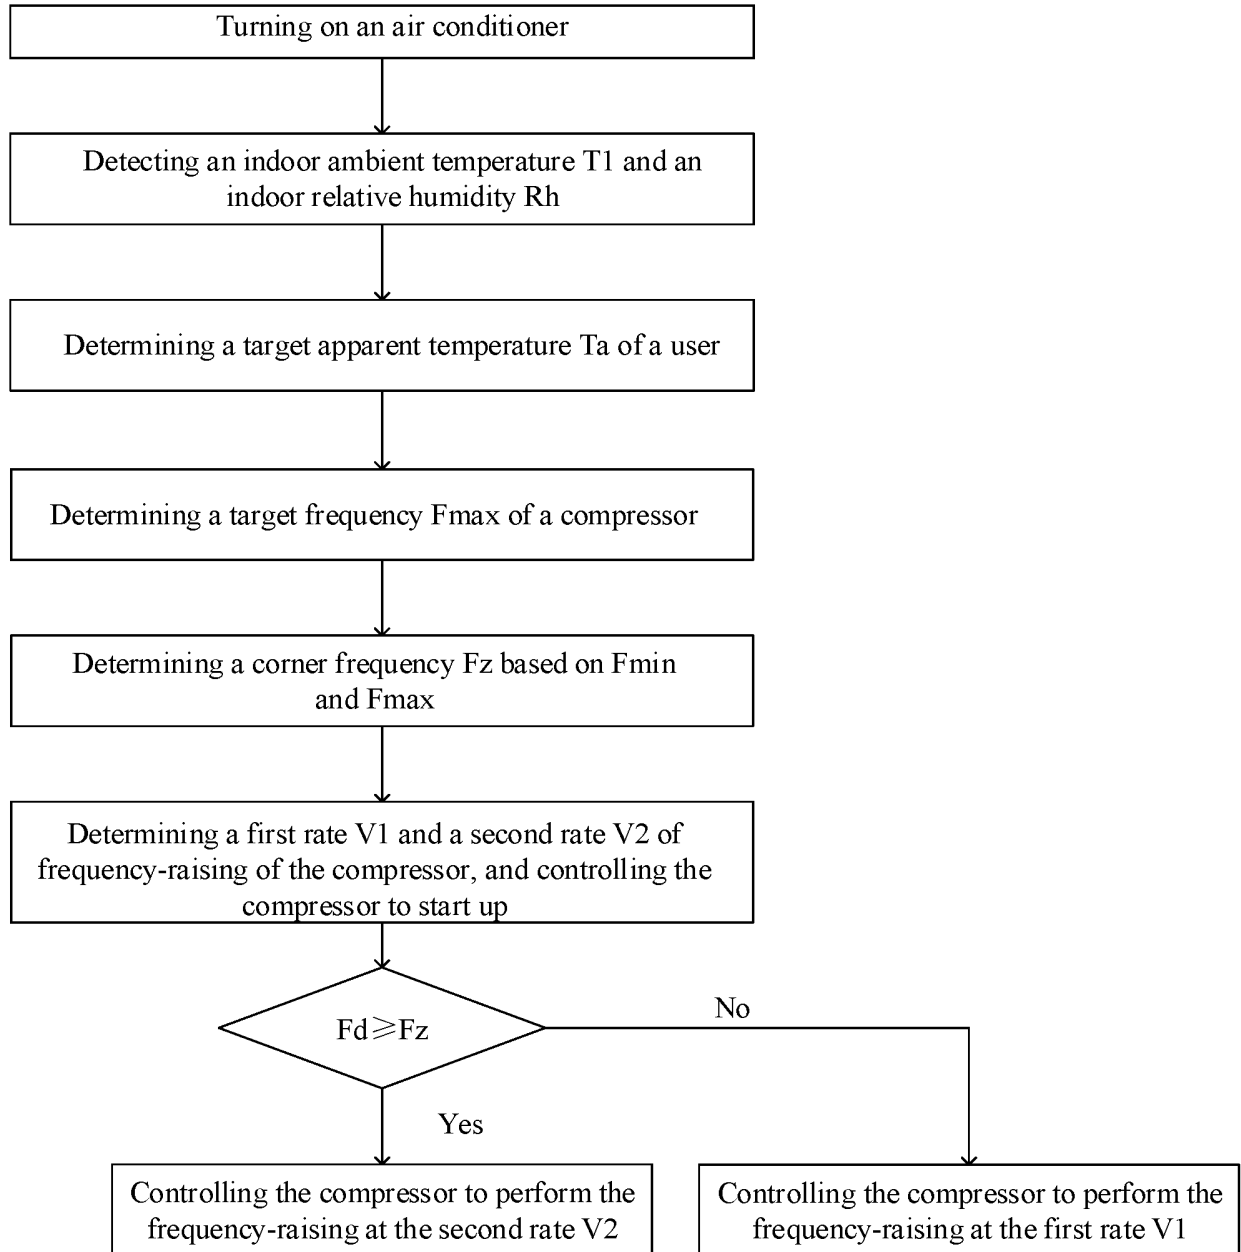 Turning on an air conditioner
Detecting an indoor ambient temperature T1 and an
indoor relative humidity Rh
Determining a target apparent temperature Ta of a user
Determining a target frequency Fmax of a compressor
Determining a corner frequency Fz based on Fmin
and Fmax
Determining a first rate V1 and a second rate V2 of
frequency-raising of the compressor, and controlling the
compressor to start up
Fd⩾Fz
No
Yes
Controlling the compressor to perform the
frequency-raising at the second rate V2
Controlling the compressor to perform the
frequency-raising at the first rate V1